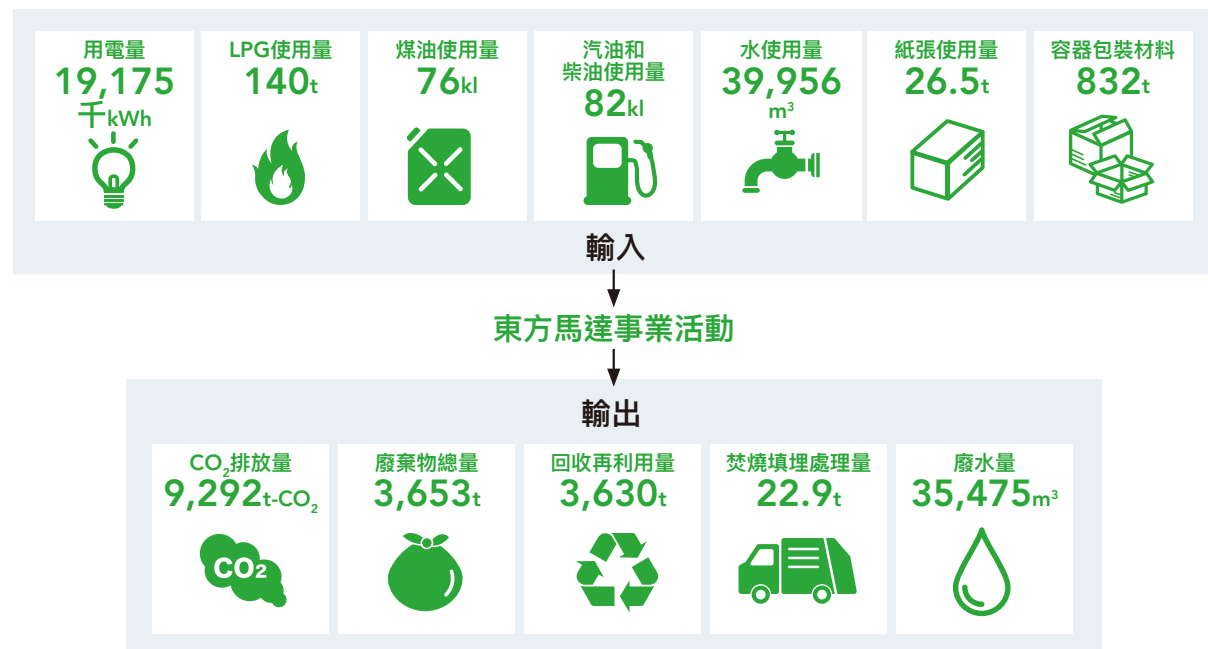 用電量
19,175
千kWh
LPG使用量
140t
煤油使用量
76kl
汽油和
柴油使用量
82kl
水使用量
39,956
m³
紙張使用量
26.5t
容器包裝材料
832t
輸入
東方馬達事業活動
輸出
CO₂排放量
9,292t-CO₂
CO2
廢棄物總量
3,653t
回收再利用量
3,630t
焚燒填埋處理量
22.9t
廢水量
35,475m³